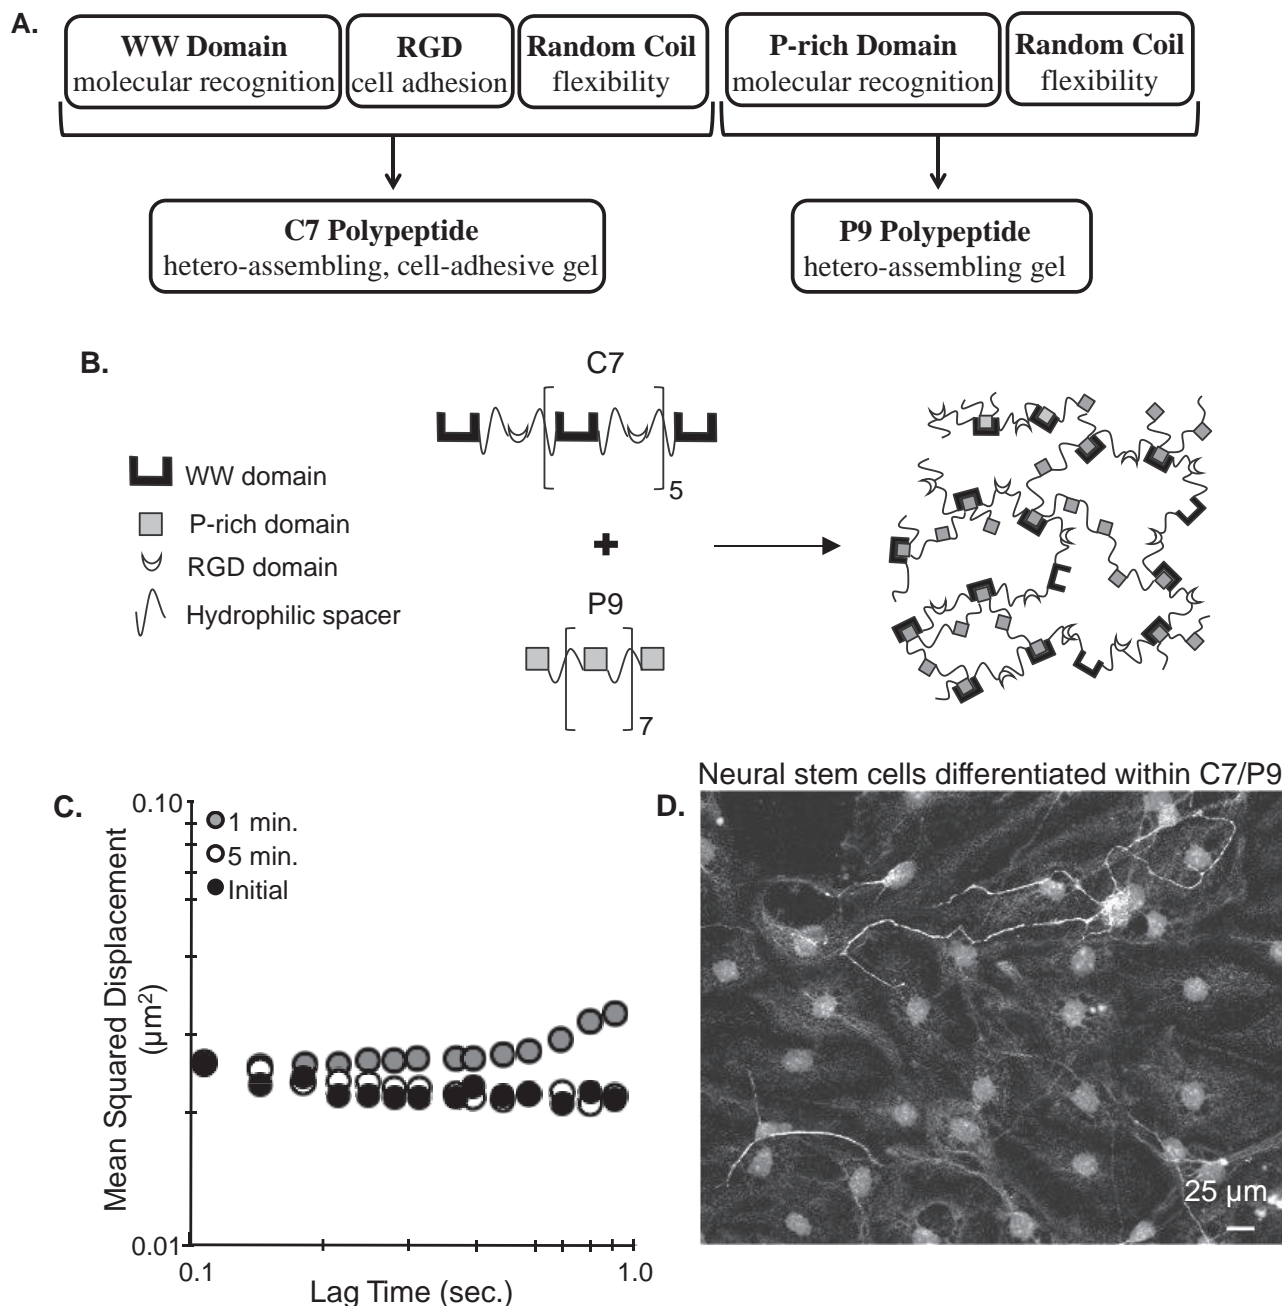 A.
WW Domain
molecular recognition
RGD
cell adhesion
Random Coil
flexibility
P-rich Domain
molecular recognition
Random Coil
flexibility
C7 Polypeptide
hetero-assembling, cell-adhesive gel
P9 Polypeptide
hetero-assembling gel
B.
WW domain
P-rich domain
RGD domain
Hydrophilic spacer
C7
5
P9
7
C.
Mean Squared Displacement
(µm²)
0.10
0.01
1 min.
5 min.
Initial
0.1
1.0
Lag Time (sec.)
D.
Neural stem cells differentiated within C7/P9
25 µm